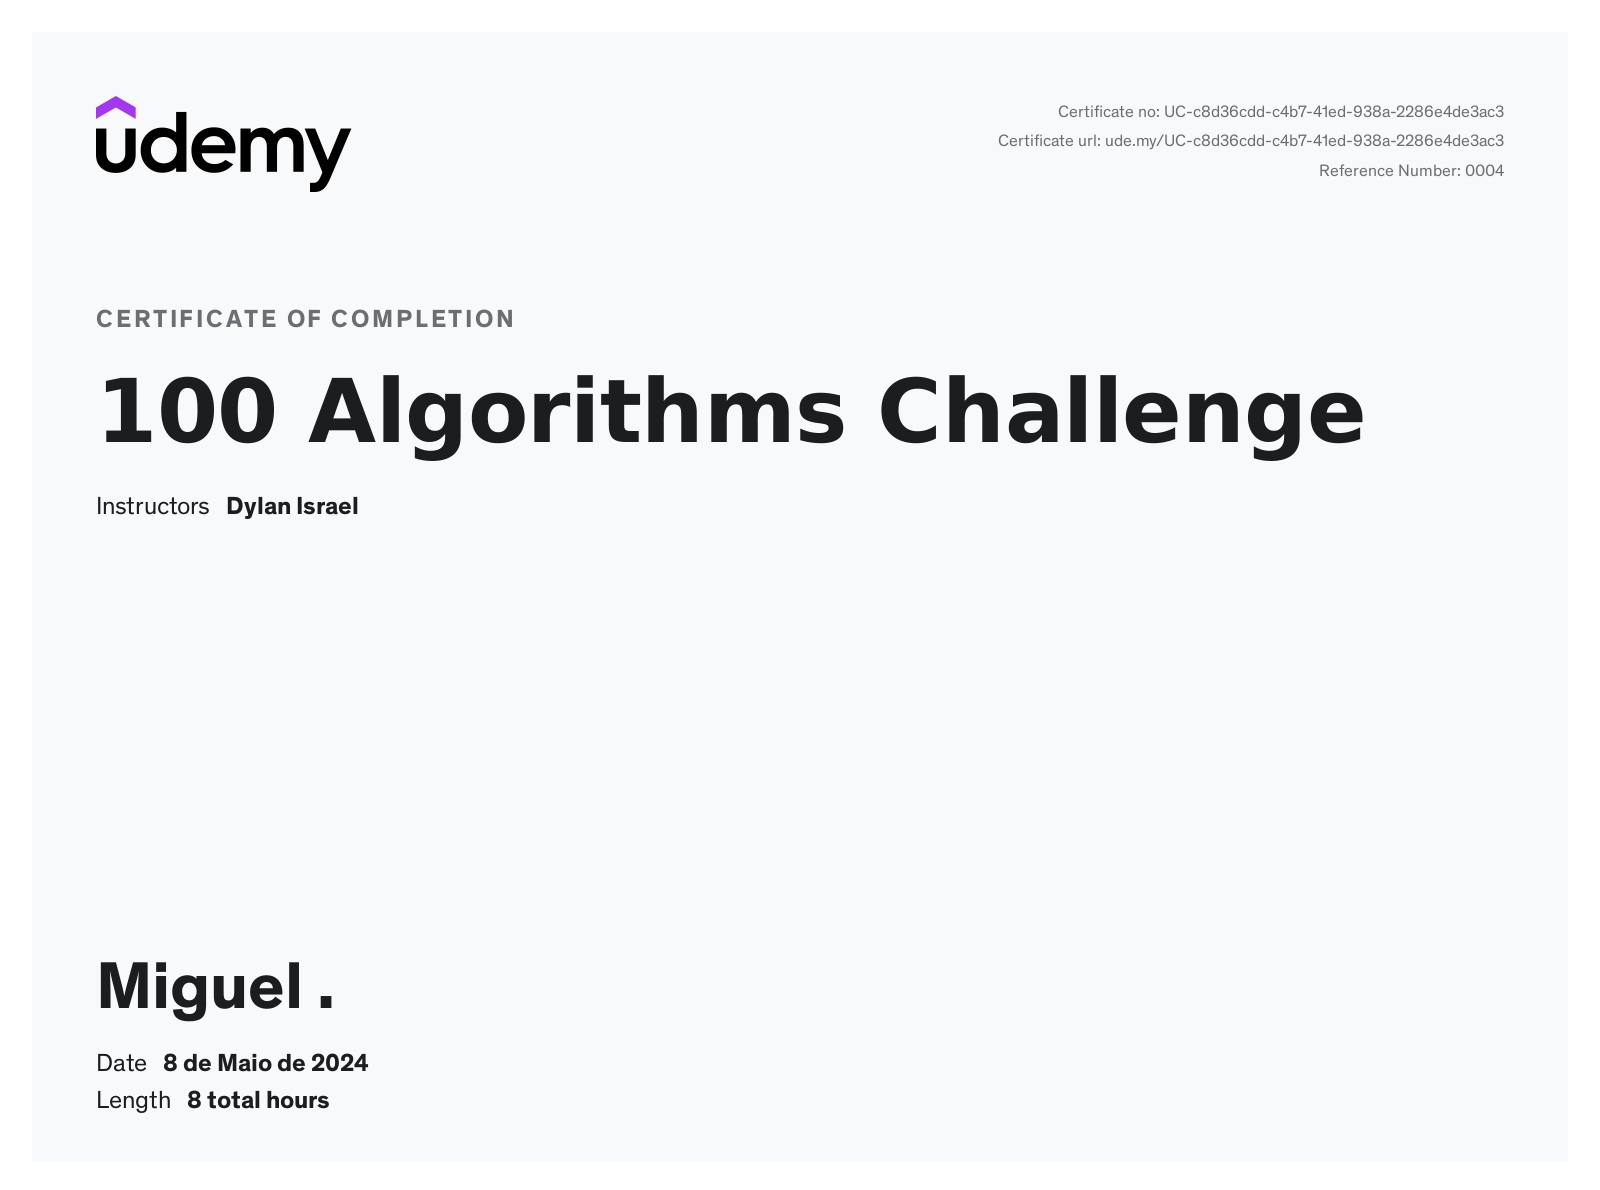 udemy
Certificate no: UC-c8d36cdd-c4b7-41ed-938a-2286e4de3ac3
Certificate url: ude.my/UC-c8d36cdd-c4b7-41ed-938a-2286e4de3ac3
Reference Number: 0004
CERTIFICATE OF COMPLETION
100 Algorithms Challenge
Instructors Dylan Israel
Miguel .
Date 8 de Maio de 2024
Length 8 total hours